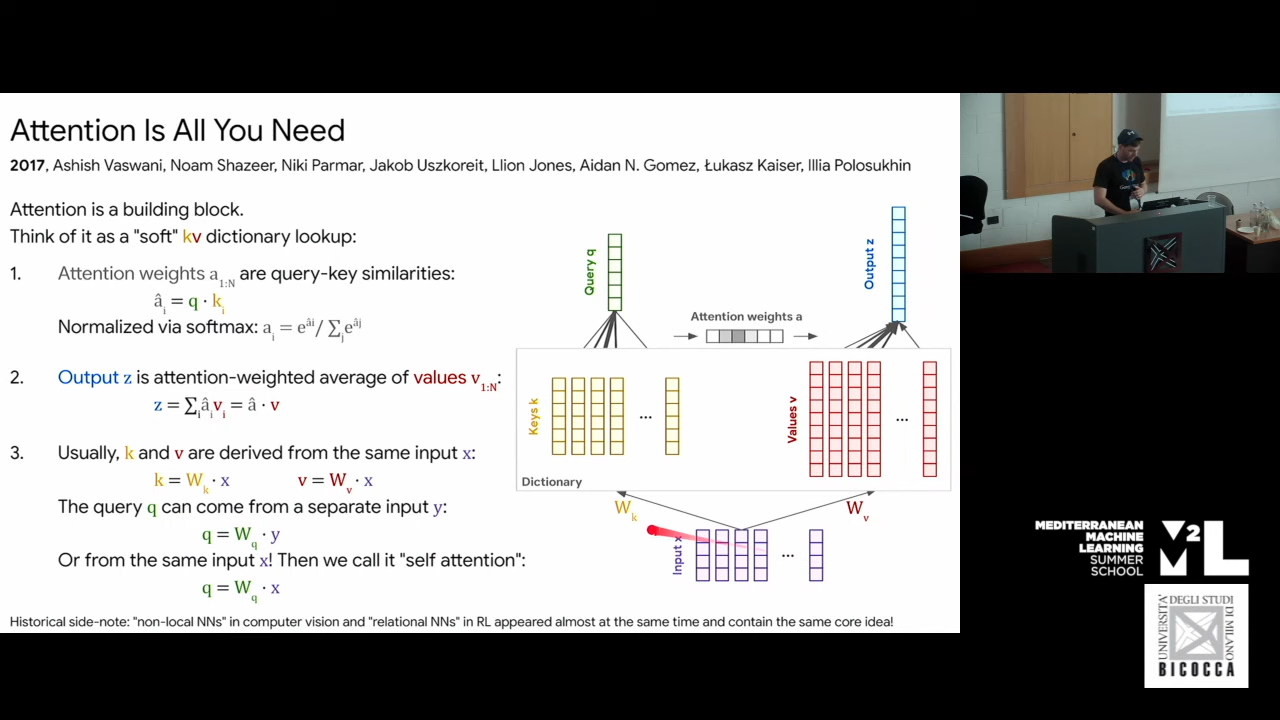 Attention Is All You Need
2017, Ashish Vaswani, Noam Shazeer, Niki Parmar, Jakob Uszkoreit, Llion Jones, Aidan N. Gomez, Łukasz Kaiser, Illia Polosukhin
Attention is a building block.
Think of it as a "soft" kv dictionary lookup:
1. Attention weights a1:N are query-key similarities:
âi = q · ki
Normalized via softmax: ai = eâi/ ∑jeâj
2. Output z is attention-weighted average of values v1:N:
z = ∑iâivi = â · v
3. Usually, k and v are derived from the same input x:
k = Wk · x v = Wv · x
The query q can come from a separate input y:
q = Wq · y
Or from the same input x! Then we call it "self attention":
q = Wq · x
Historical side-note: "non-local NNs" in computer vision and "relational NNs" in RL appeared almost at the same time and contain the same core idea!
Query q
Output z
Attention weights a
Keys k
...
Values v
...
Dictionary
Wk
Wv
Input x
...
MEDITERRANEAN
MACHINE
LEARNING
SUMMER
SCHOOL
M2L
UNIVERSITA'
DEGLI STUDI
DI MILANO
BICOCCA